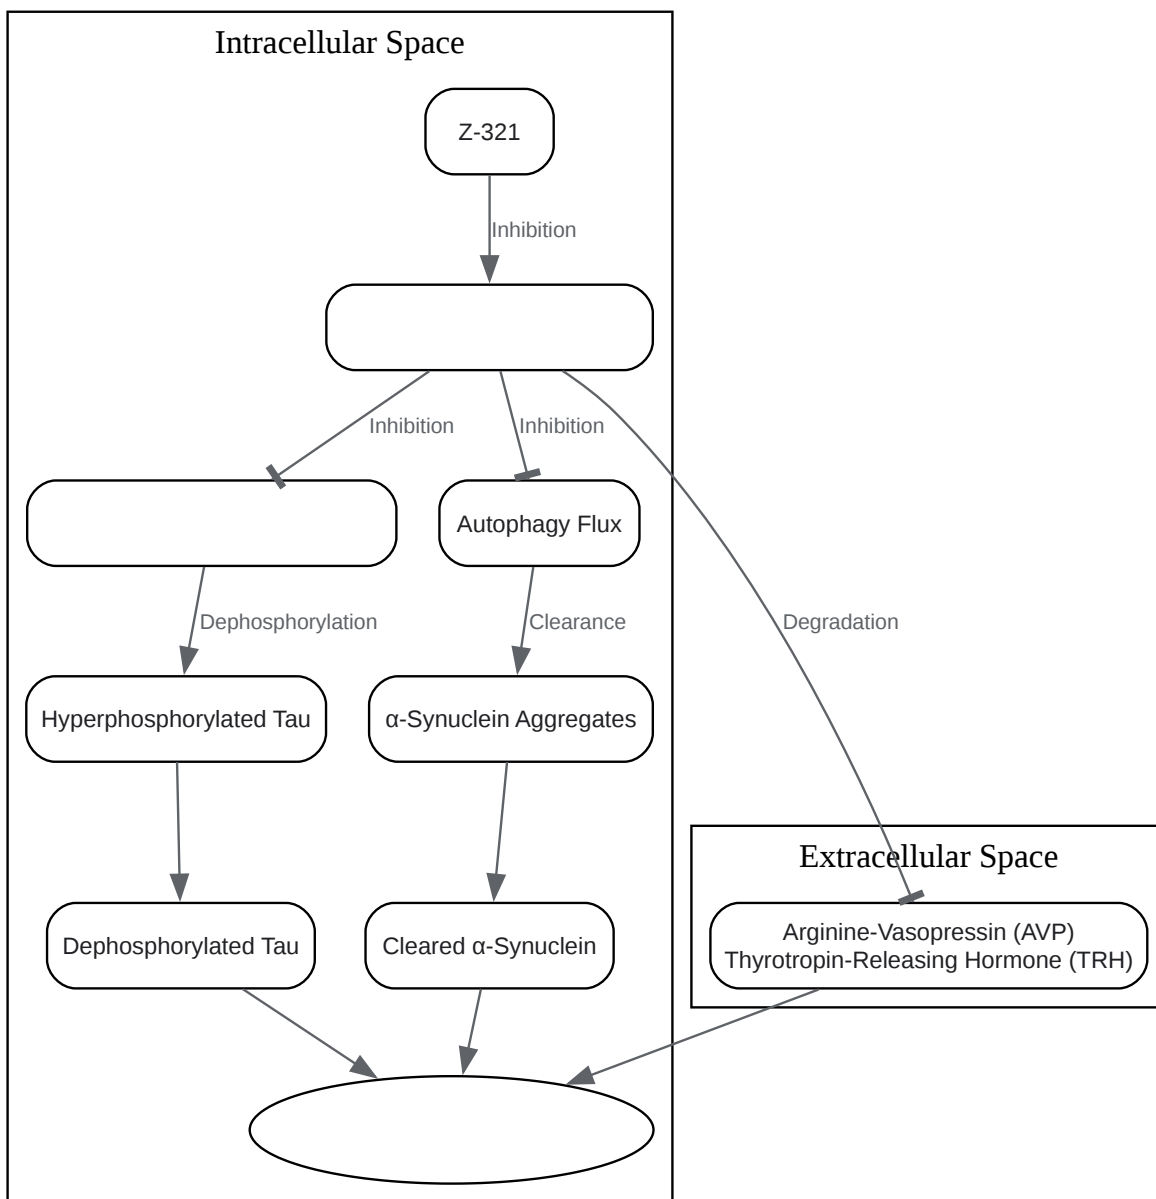 Intracellular Space
Z-321
Inhibition
Inhibition
Inhibition
Autophagy Flux
Dephosphorylation
Clearance
Degradation
Hyperphosphorylated Tau
α-Synuclein Aggregates
Extracellular Space
Dephosphorylated Tau
Cleared α-Synuclein
Arginine-Vasopressin (AVP)
Thyrotropin-Releasing Hormone (TRH)